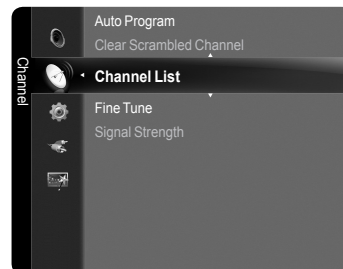 Channel
Auto Program
Clear Scrambled Channel
Channel List
Fine Tune
Signal Strength